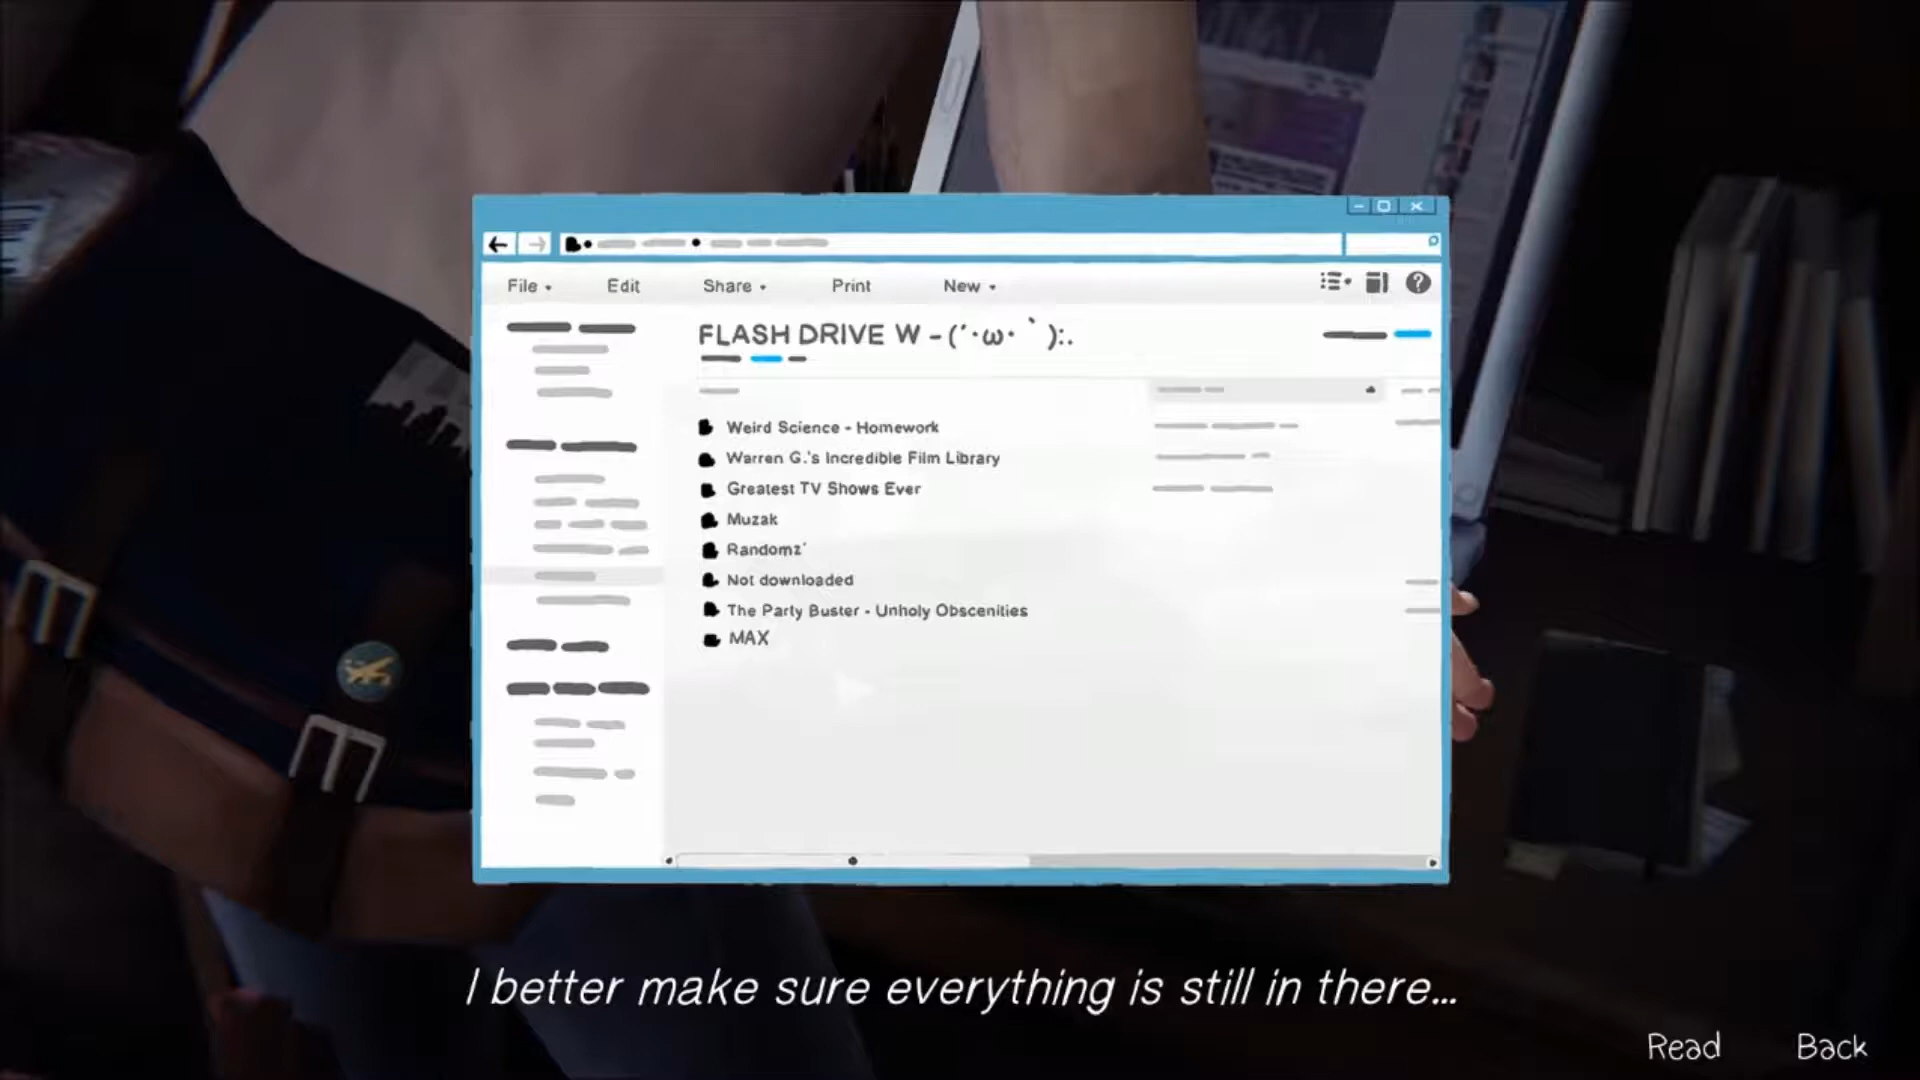 File
Edit
Share
Print
New
FLASH DRIVE W - (´･ω･`):.
Weird Science - Homework
Warren G.'s Incredible Film Library
Greatest TV Shows Ever
Muzak
Randomz'
Not downloaded
The Party Buster - Unholy Obscenities
MAX
I better make sure everything is still in there...
Read
Back